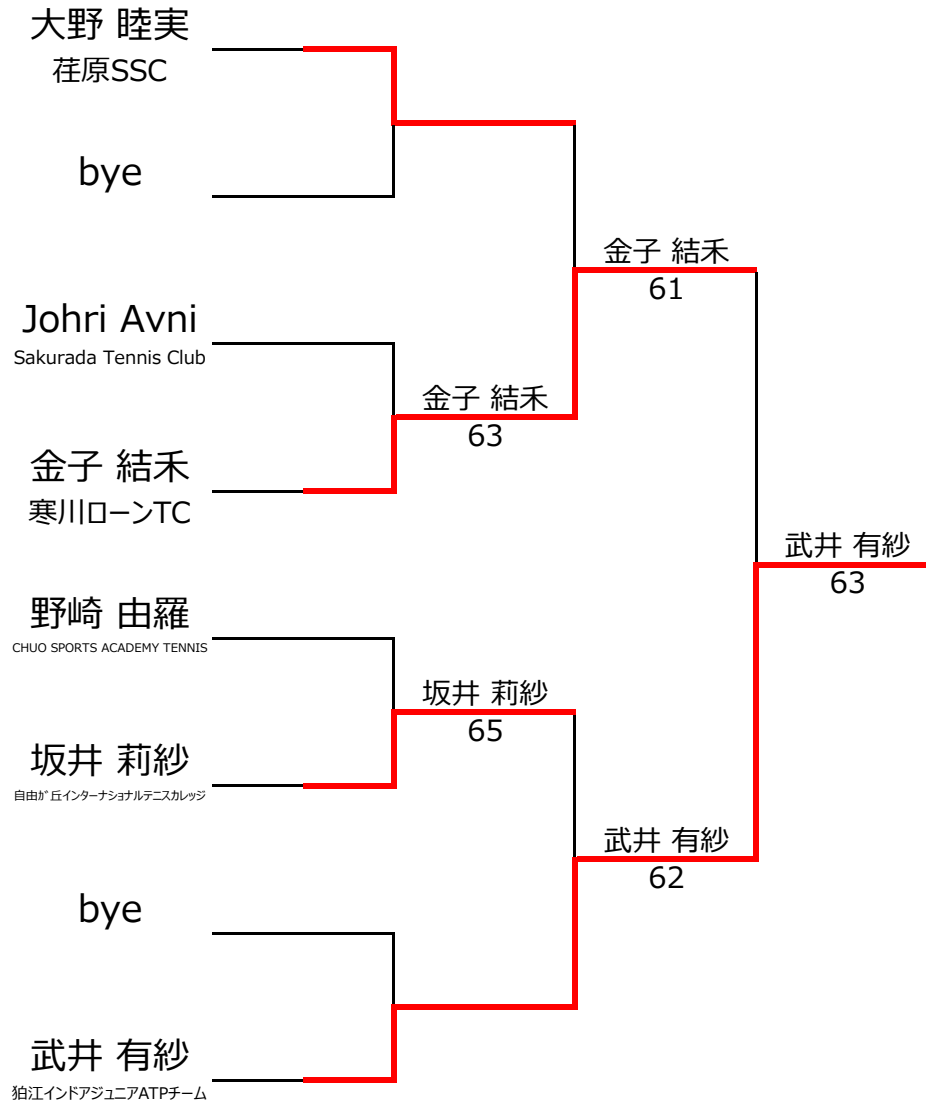 大野 睦実
荏原SSC
bye
Johri Avni
Sakurada Tennis Club
金子 結禾
寒川ローンTC
野崎 由羅
CHUO SPORTS ACADEMY TENNIS
坂井 莉紗
自由が丘インターナショナルテニスカレッジ
bye
武井 有紗
狛江インドアジュニアATPチーム
金子 結禾
63
坂井 莉紗
65
金子 結禾
61
武井 有紗
62
武井 有紗
63